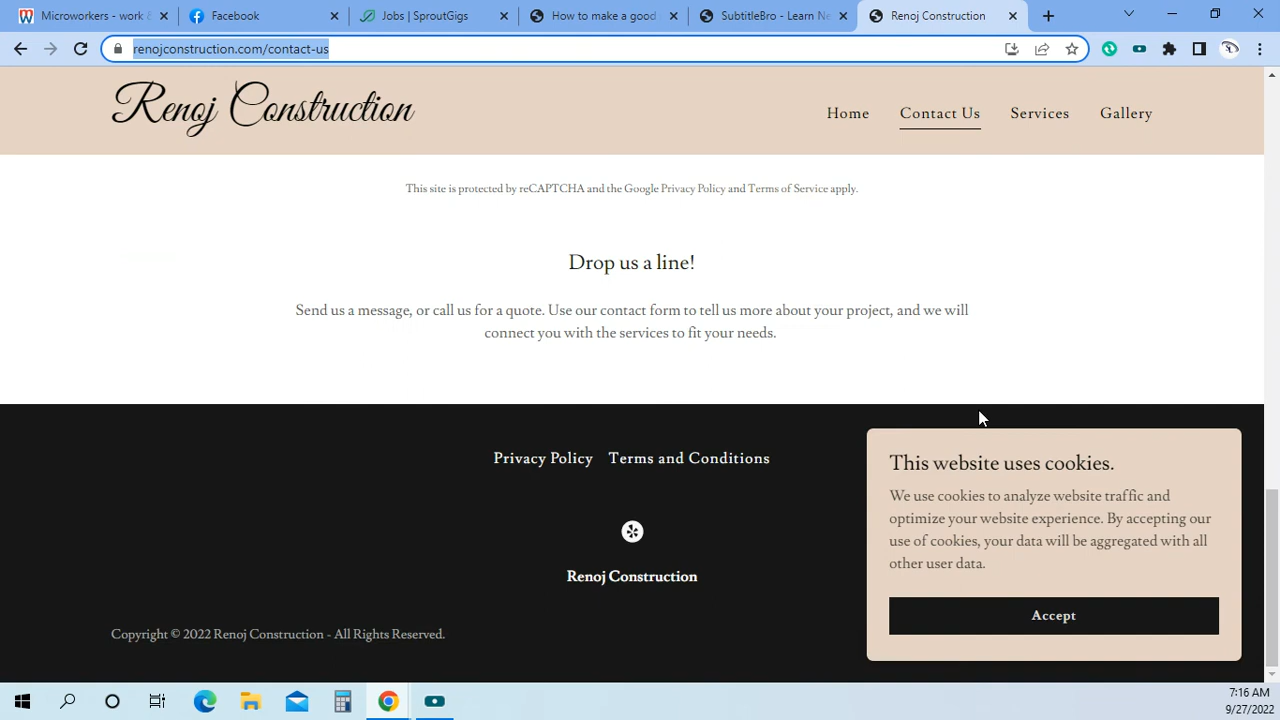 Microworkers - work &
Facebook
Jobs | SproutGigs
How to make a good
SubtitleBro - Learn Ne
Renoj Construction
renojconstruction.com/contact-us
Renoj Construction
Home
Contact Us
Services
Gallery
This site is protected by reCAPTCHA and the Google Privacy Policy and Terms of Service apply.
Drop us a line!
Send us a message, or call us for a quote. Use our contact form to tell us more about your project, and we will
connect you with the services to fit your needs.
Privacy Policy
Terms and Conditions
Renoj Construction
Copyright © 2022 Renoj Construction - All Rights Reserved.
This website uses cookies.
We use cookies to analyze website traffic and
optimize your website experience. By accepting our
use of cookies, your data will be aggregated with all
other user data.
Accept
7:16 AM
9/27/2022